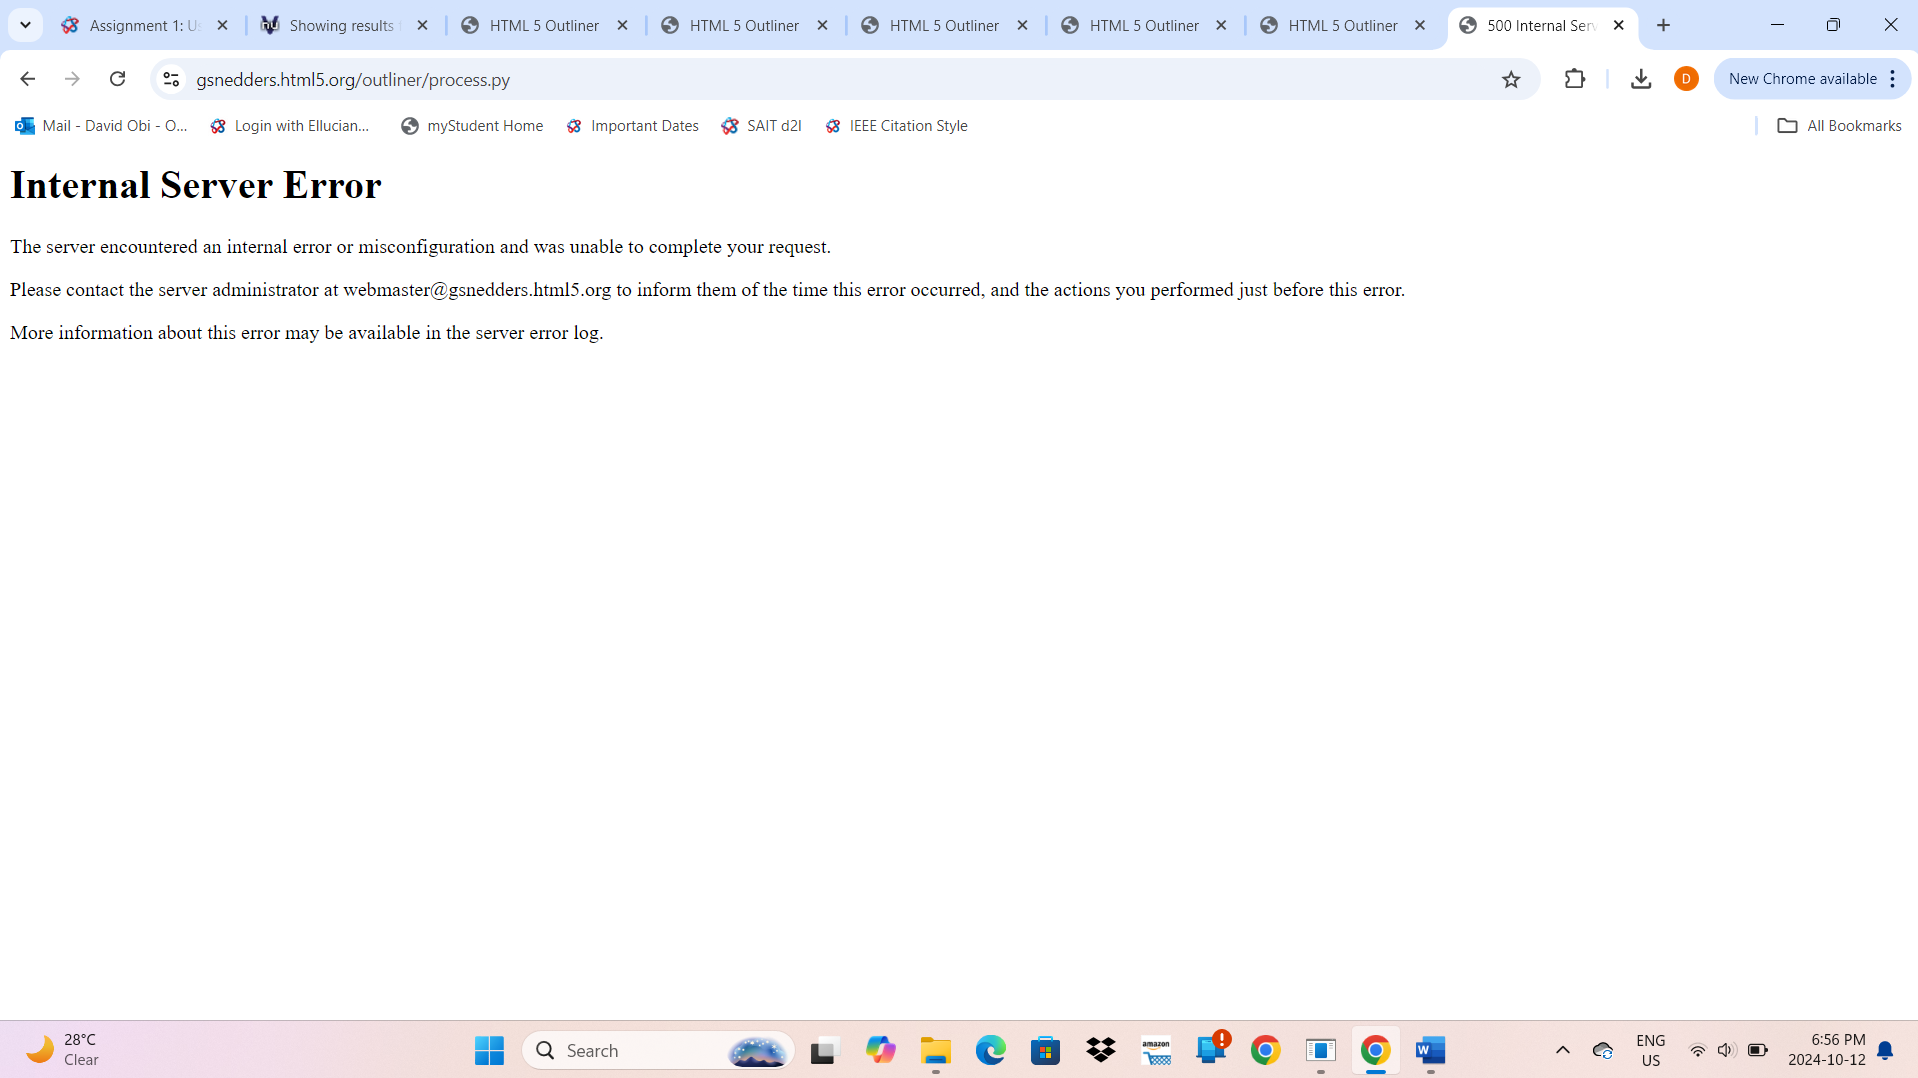 Assignment 1: Us
Showing results f
HTML 5 Outliner
HTML 5 Outliner
HTML 5 Outliner
HTML 5 Outliner
HTML 5 Outliner
500 Internal Serv
gsnedders.html5.org/outliner/process.py
D
New Chrome available
Mail - David Obi - O...
Login with Ellucian...
myStudent Home
Important Dates
SAIT d2l
IEEE Citation Style
All Bookmarks
Internal Server Error
The server encountered an internal error or misconfiguration and was unable to complete your request.
Please contact the server administrator at webmaster@gsnedders.html5.org to inform them of the time this error occurred, and the actions you performed just before this error.
More information about this error may be available in the server error log.
28°C
Clear
Search
amazon
W
ENG
US
6:56 PM
2024-10-12